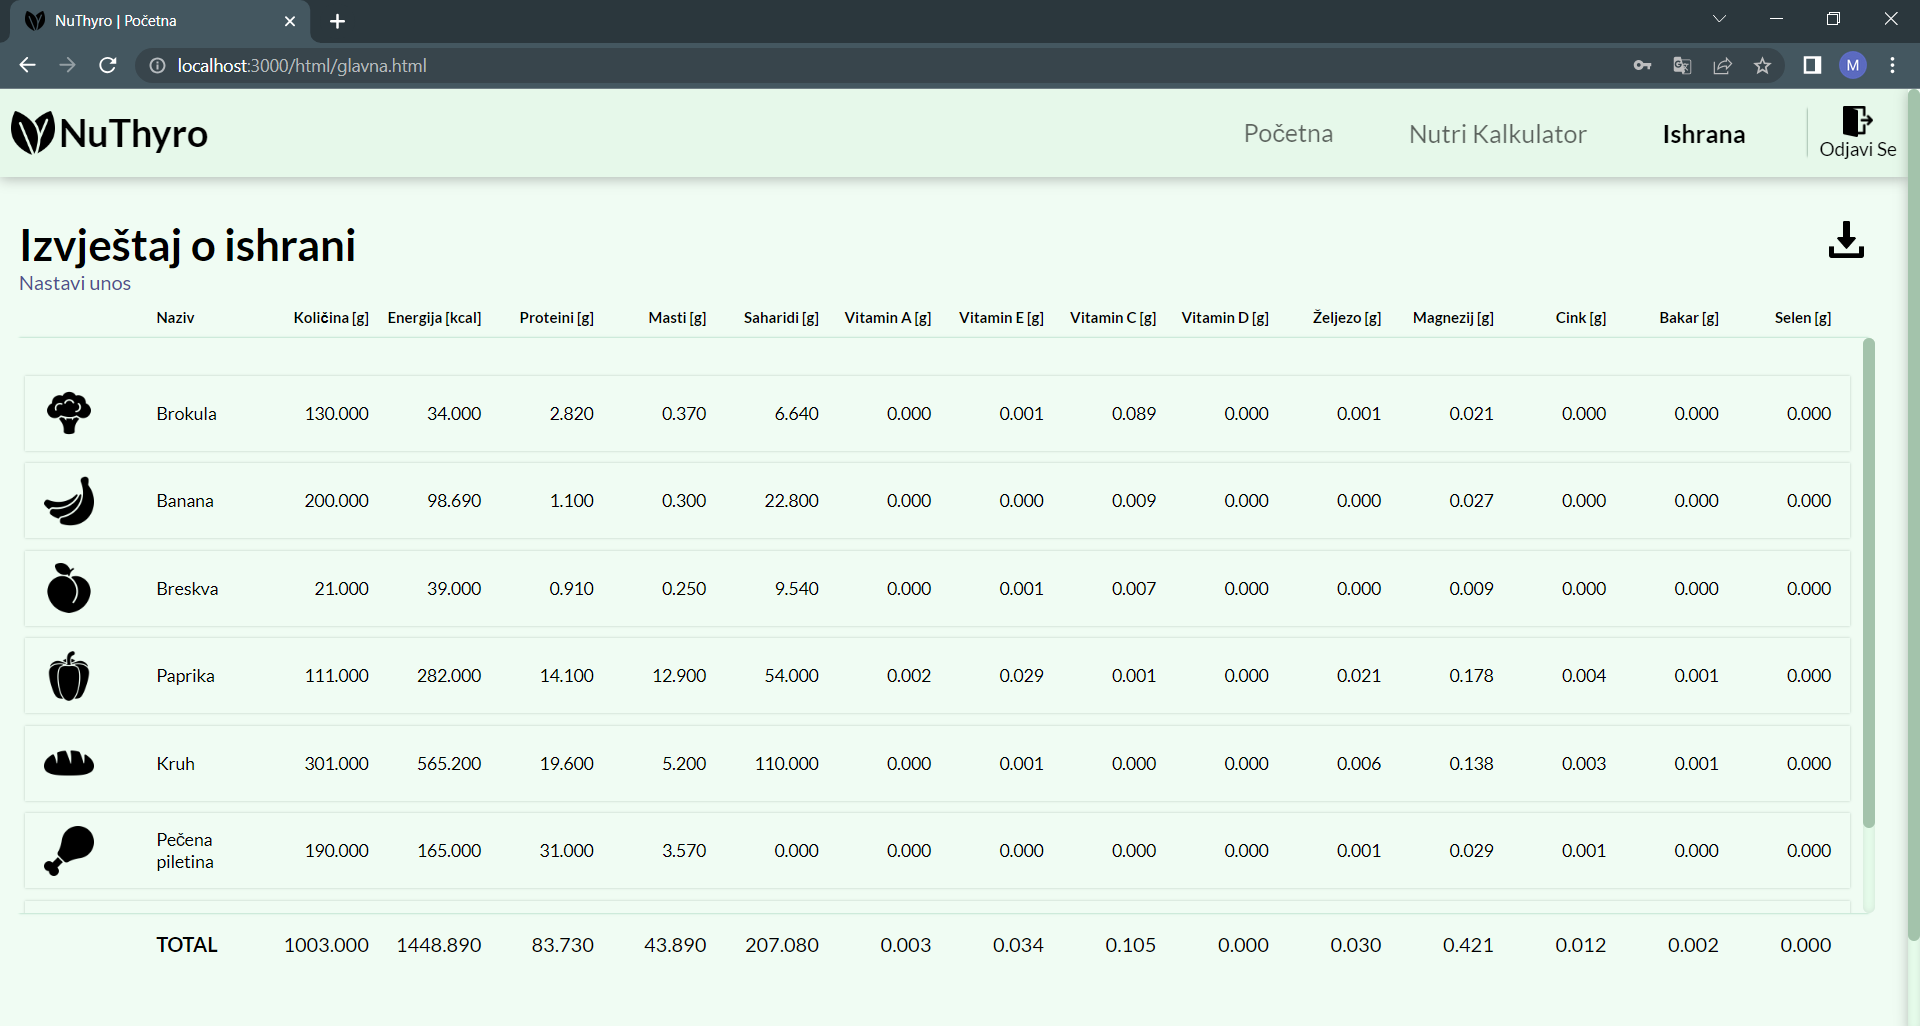 NuThyro | Početna
localhost:3000/html/glavna.html
M
NuThyro
Početna
Nutri Kalkulator
Ishrana
Odjavi Se
Izvještaj o ishrani
Nastavi unos
Naziv Količina [g] Energija [kcal] Proteini [g] Masti [g] Saharidi [g] Vitamin A [g] Vitamin E [g] Vitamin C [g] Vitamin D [g] Željezo [g] Magnezij [g] Cink [g] Bakar [g] Selen [g]
Brokula 130.000 34.000 2.820 0.370 6.640 0.000 0.001 0.089 0.000 0.001 0.021 0.000 0.000 0.000
Banana 200.000 98.690 1.100 0.300 22.800 0.000 0.000 0.009 0.000 0.000 0.027 0.000 0.000 0.000
Breskva 21.000 39.000 0.910 0.250 9.540 0.000 0.001 0.007 0.000 0.000 0.009 0.000 0.000 0.000
Paprika 111.000 282.000 14.100 12.900 54.000 0.002 0.029 0.001 0.000 0.021 0.178 0.004 0.001 0.000
Kruh 301.000 565.200 19.600 5.200 110.000 0.000 0.001 0.000 0.000 0.006 0.138 0.003 0.001 0.000
Pečena
piletina 190.000 165.000 31.000 3.570 0.000 0.000 0.000 0.000 0.000 0.001 0.029 0.001 0.000 0.000
TOTAL 1003.000 1448.890 83.730 43.890 207.080 0.003 0.034 0.105 0.000 0.030 0.421 0.012 0.002 0.000